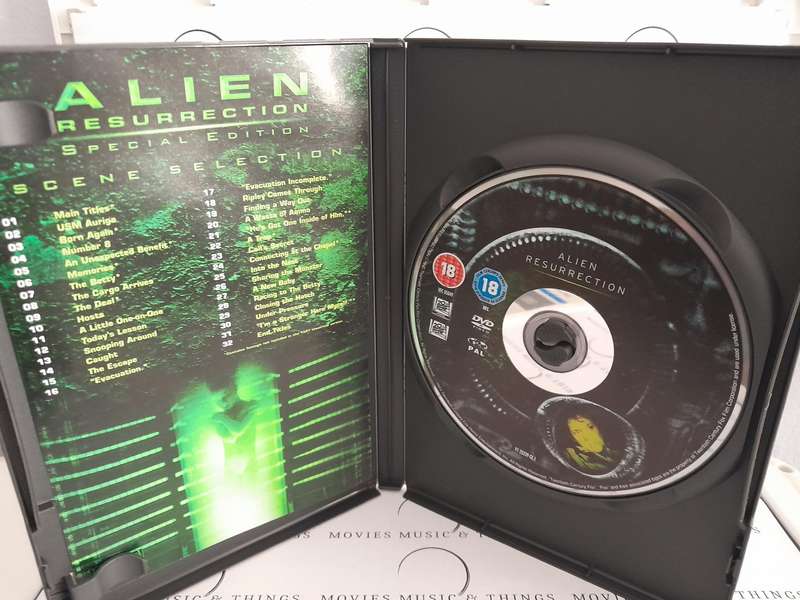 ALIEN
RESURRECTION
SPECIAL EDITION
SCENE SELECTION
01 Main Titles*
02 USM Auriga
03 Born Again*
04 Number 8
05 An Unexpected Benefit*
06 Memories*
07 The Betty*
08 The Cargo Arrives
09 The Deal*
10 Hosts
11 A Little One-on-One
12 Today's Lesson
13 Snooping Around
14 Caught
15 The Escape
16 "Evacuation."
17 "Evacuation Incomplete."
18 Ripley Comes Through
19 Finding a Way Out
20 A Waste of Ammo
21 "He's Got One Inside of Him."
22 A
23 Secret
24 Connecting in the Chapel*
25 Into the Nest
26 Sharing the Monster
27 A New Baby
28 Racing to The Betty
29 Closing the Hatch
30 Under-Pressure
31 "I'm a Stranger Here Myself."
32 End Titles
ALIEN
RESURRECTION
18
18
DVD
VIDEO
PAL
THINGS MOVIES MUSIC & THINGS
MOVIES MUSIC & THINGS